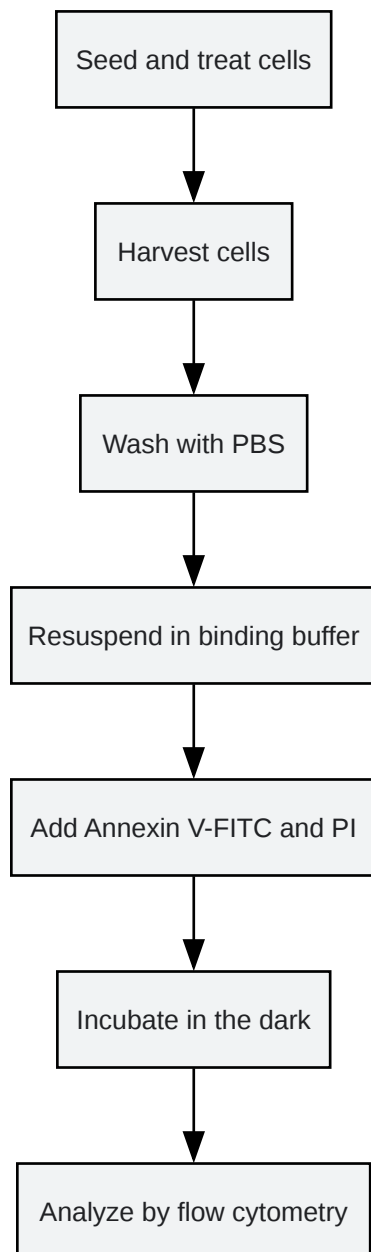 Seed and treat cells
Harvest cells
Wash with PBS
Resuspend in binding buffer
Add Annexin V-FITC and PI
Incubate in the dark
Analyze by flow cytometry